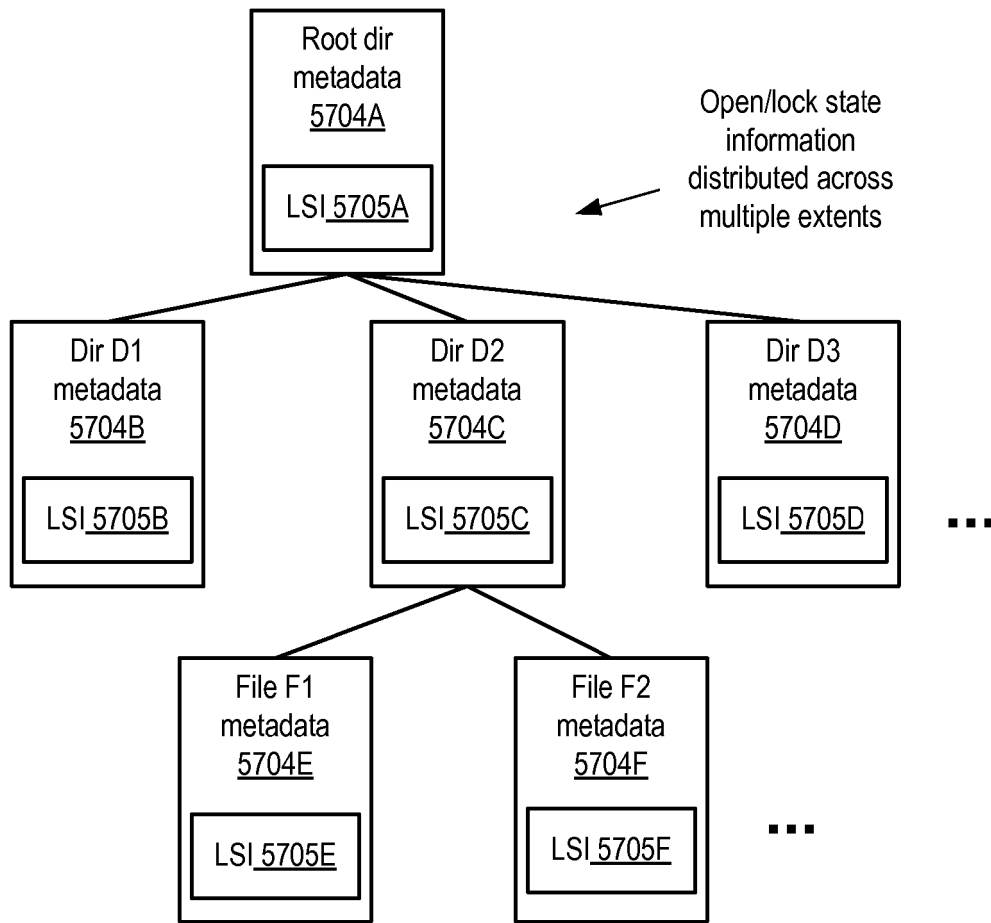 Root dir
metadata
5704A
LSI 5705A
Open/lock state
information
distributed across
multiple extents
Dir D1
metadata
5704B
LSI 5705B
Dir D2
metadata
5704C
LSI 5705C
Dir D3
metadata
5704D
LSI 5705D
...
File F1
metadata
5704E
LSI 5705E
File F2
metadata
5704F
LSI 5705F
...